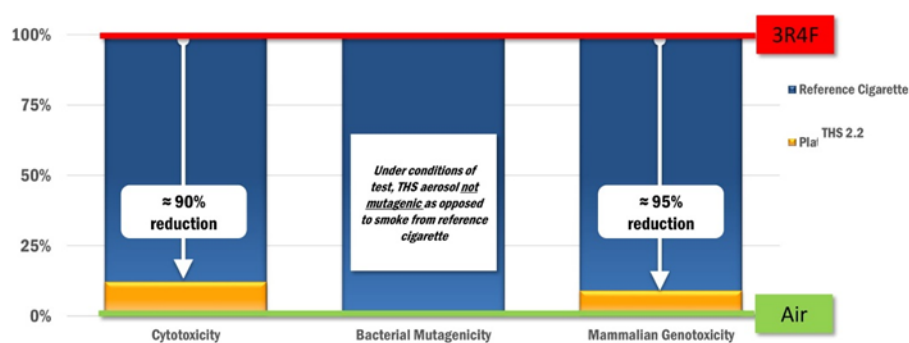 100%
75%
50%
25%
0%
3R4F
Reference Cigarette
THS 2.2
Air
≈ 90%
reduction
Under conditions of
test, THS aerosol not
mutagenic as opposed
to smoke from reference
cigarette
≈ 95%
reduction
Cytotoxicity
Bacterial Mutagenicity
Mammalian Genotoxicity